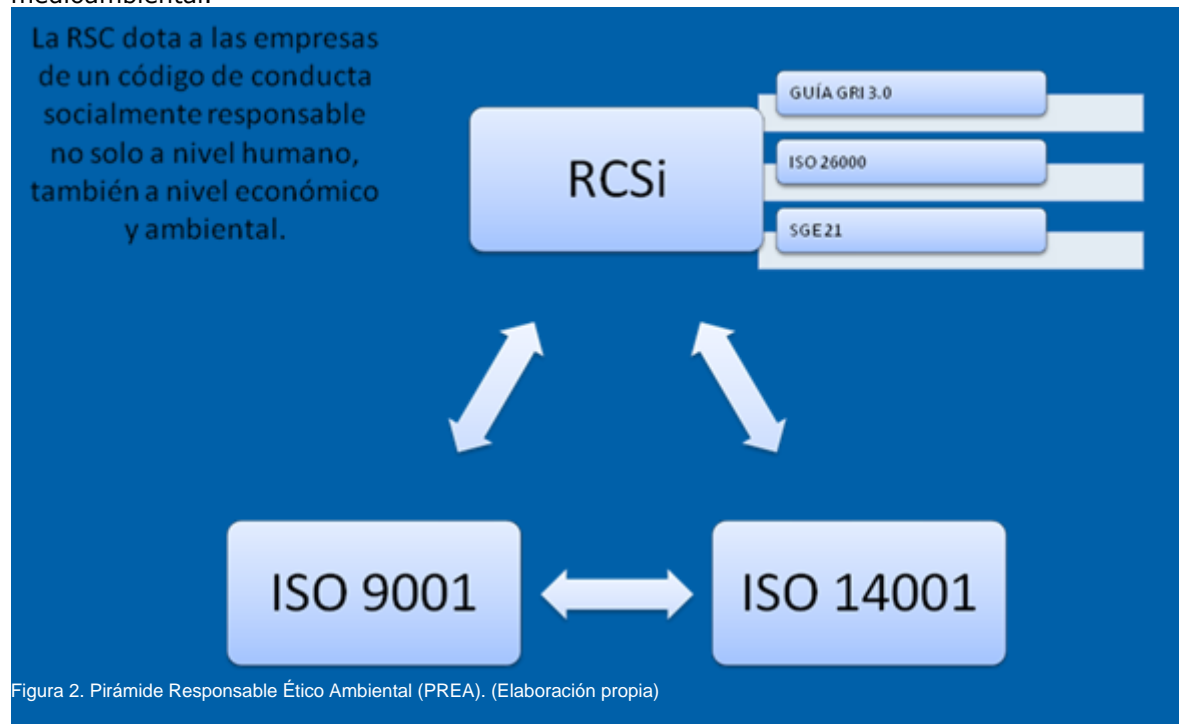 medioambiental.
La RSC dota a las empresas
de un código de conducta
socialmente responsable
no solo a nivel humano,
también a nivel económico
y ambiental.
RCSi
GUÍA GRI 3.0
ISO 26000
SGE 21
ISO 9001
ISO 14001
Figura 2. Pirámide Responsable Ético Ambiental (PREA). (Elaboración propia)